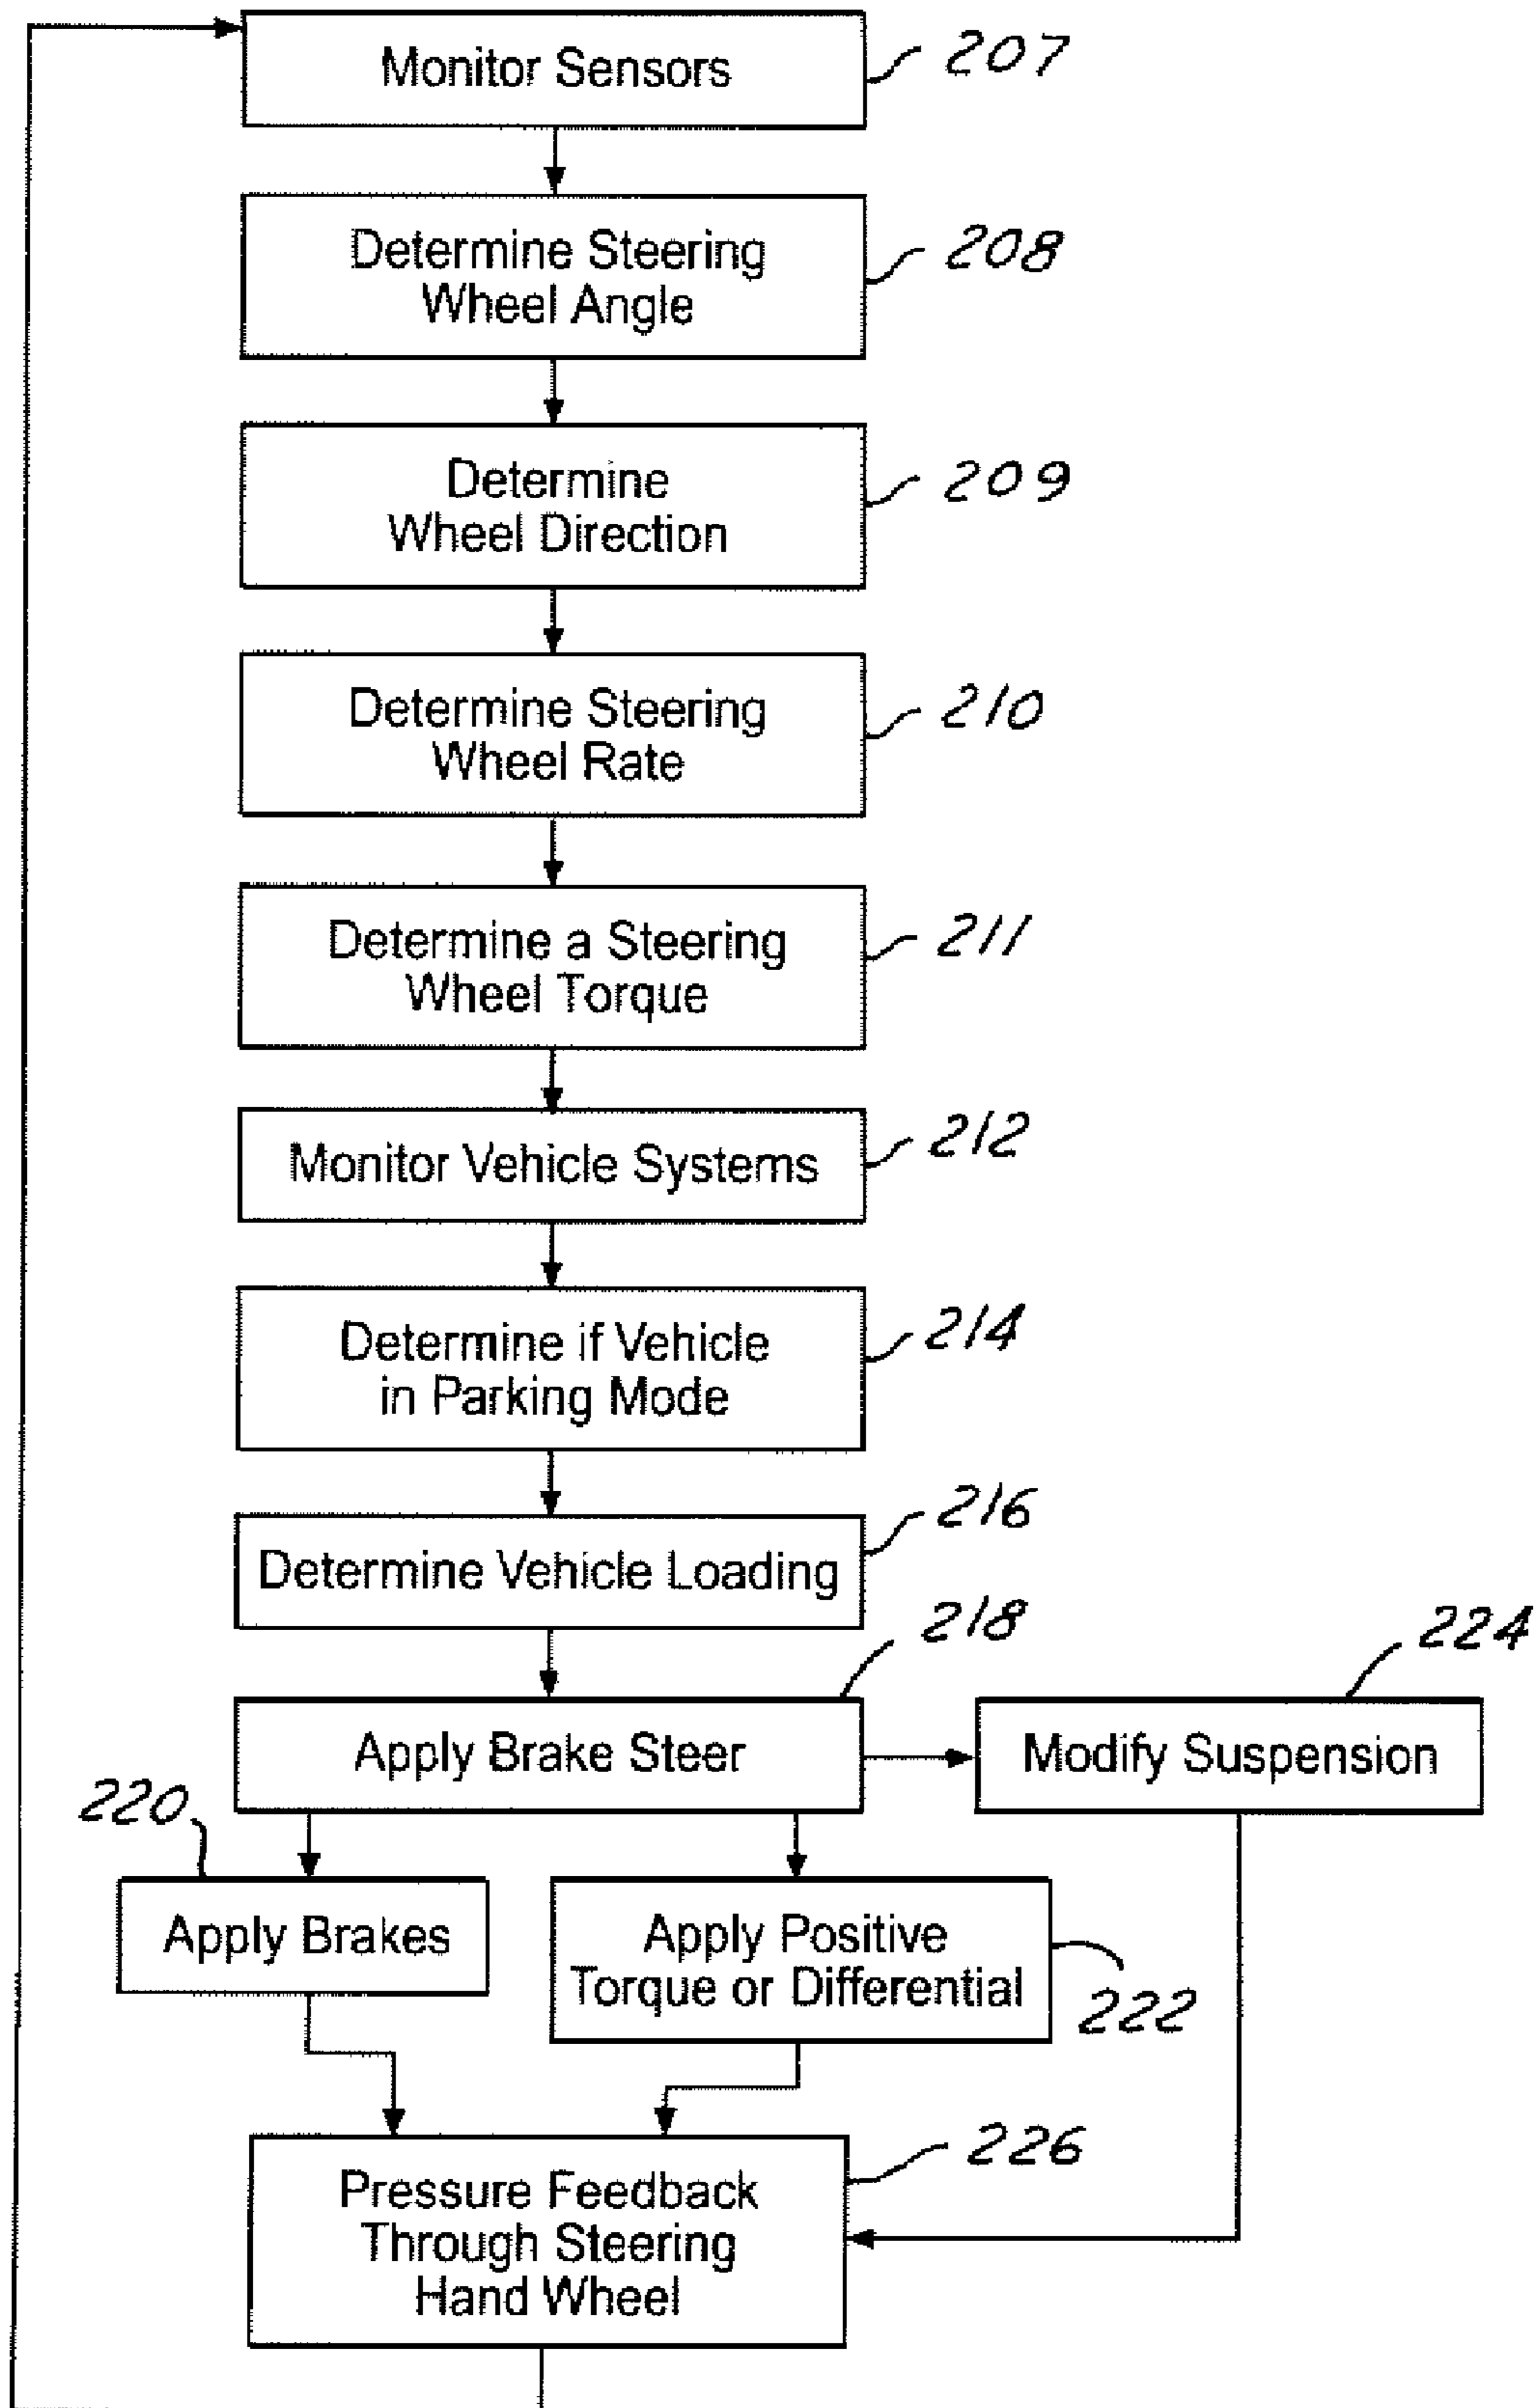 Monitor Sensors
207
Determine Steering
Wheel Angle
208
Determine
Wheel Direction
209
Determine Steering
Wheel Rate
210
Determine a Steering
Wheel Torque
211
Monitor Vehicle Systems
212
Determine if Vehicle
in Parking Mode
214
Determine Vehicle Loading
216
Apply Brake Steer
218
Modify Suspension
224
Apply Brakes
220
Apply Positive
Torque or Differential
222
Pressure Feedback
Through Steering
Hand Wheel
226